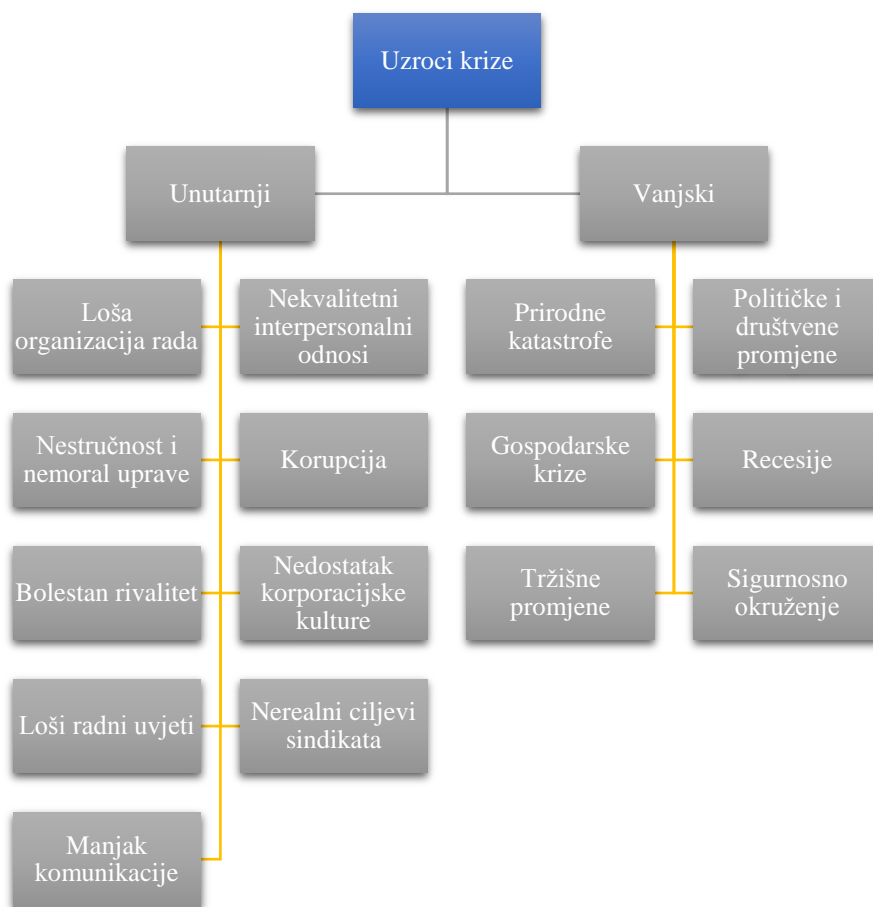 Uzroci krize
Unutarnji
Vanjski
Loša
organizacija rada
Nekvalitetni
interpersonalni
odnosi
Prirodne
katastrofe
Političke i
društvene
promjene
Nestručnost i
nemoral uprave
Korupcija
Gospodarske
krize
Recesije
Bolestan rivalitet
Nedostatak
korporacijske
kulture
Tržišne
promjene
Sigurnosno
okruženje
Loši radni uvjeti
Nerealni ciljevi
sindikata
Manjak
komunikacije